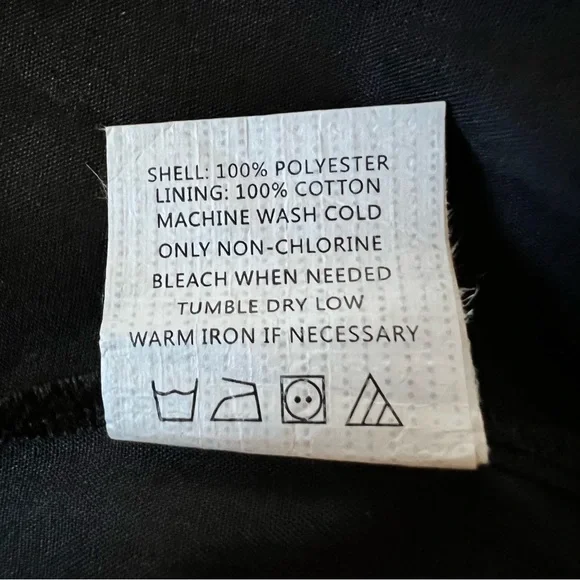 SHELL: 100% POLYESTER
LINING: 100% COTTON
MACHINE WASH COLD
ONLY NON-CHLORINE
BLEACH WHEN NEEDED
TUMBLE DRY LOW
WARM IRON IF NECESSARY